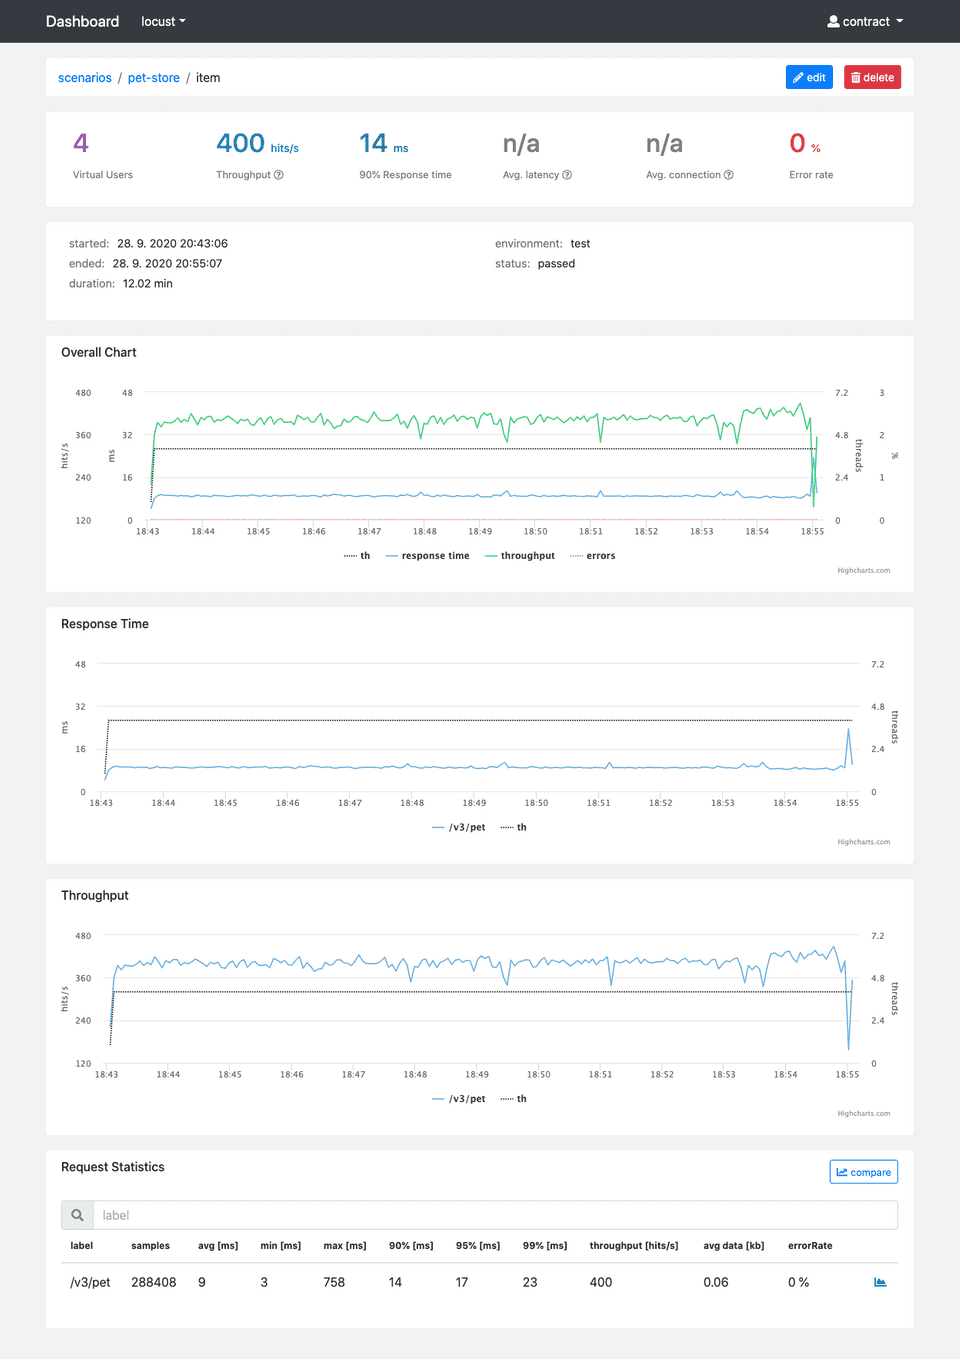 Dashboard locust contract
scenarios / pet-store / item edit delete
4 400 hits/s 14 ms n/a n/a 0 %
Virtual Users Throughput 90% Response time Avg. latency Avg. connection Error rate
started: 28. 9. 2020 20:43:06 environment: test
ended: 28. 9. 2020 20:55:07 status: passed
duration: 12.02 min
Overall Chart
480 48 7.2 3
360 32 4.8 2
hits/s ms threads %
240 16 2.4 1
120 0 0 0
18:43 18:44 18:45 18:46 18:47 18:48 18:49 18:50 18:51 18:52 18:53 18:54 18:55
th response time throughput errors
Highcharts.com
Response Time
48 7.2
32 4.8
ms threads
16 2.4
0 0
18:43 18:44 18:45 18:46 18:47 18:48 18:49 18:50 18:51 18:52 18:53 18:54 18:55
/v3/pet th
Highcharts.com
Throughput
480 7.2
360 4.8
hits/s threads
240 2.4
120 0
18:43 18:44 18:45 18:46 18:47 18:48 18:49 18:50 18:51 18:52 18:53 18:54 18:55
/v3/pet th
Highcharts.com
Request Statistics compare
label
label samples avg [ms] min [ms] max [ms] 90% [ms] 95% [ms] 99% [ms] throughput [hits/s] avg data [kb] errorRate
/v3/pet 288408 9 3 758 14 17 23 400 0.06 0 %